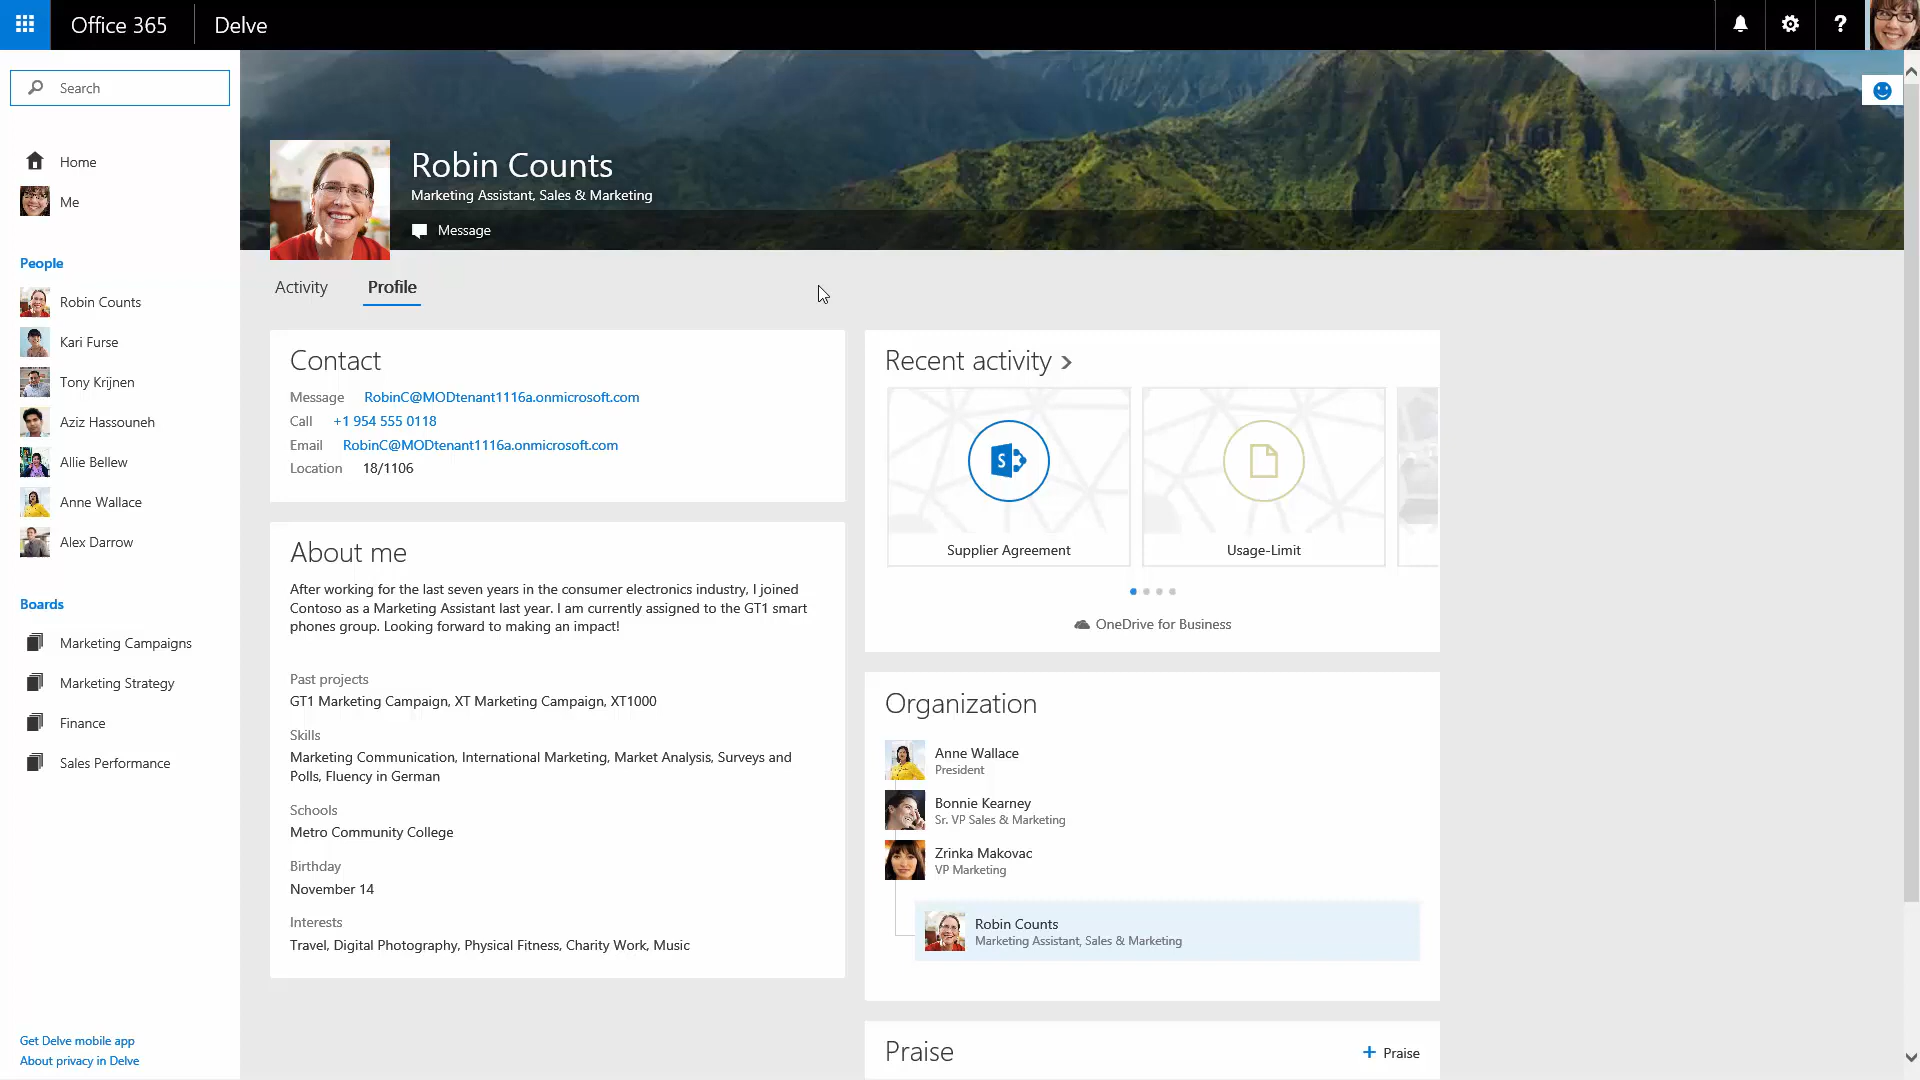 Office 365
Delve
Search
Home
Me
People
Robin Counts
Kari Furse
Tony Krijnen
Aziz Hassouneh
Allie Bellew
Anne Wallace
Alex Darrow
Boards
Marketing Campaigns
Marketing Strategy
Finance
Sales Performance
Get Delve mobile app
About privacy in Delve
Robin Counts
Marketing Assistant, Sales & Marketing
Message
Activity
Profile
Contact
Message RobinC@MODtenant1116a.onmicrosoft.com
Call +1 954 555 0118
Email RobinC@MODtenant1116a.onmicrosoft.com
Location 18/1106
About me
After working for the last seven years in the consumer electronics industry, I joined
Contoso as a Marketing Assistant last year. I am currently assigned to the GT1 smart
phones group. Looking forward to making an impact!
Past projects
GT1 Marketing Campaign, XT Marketing Campaign, XT1000
Skills
Marketing Communication, International Marketing, Market Analysis, Surveys and
Polls, Fluency in German
Schools
Metro Community College
Birthday
November 14
Interests
Travel, Digital Photography, Physical Fitness, Charity Work, Music
Recent activity
S
Supplier Agreement
Usage-Limit
OneDrive for Business
Organization
Anne Wallace
President
Bonnie Kearney
Sr. VP Sales & Marketing
Zrinka Makovac
VP Marketing
Robin Counts
Marketing Assistant, Sales & Marketing
Praise
+ Praise